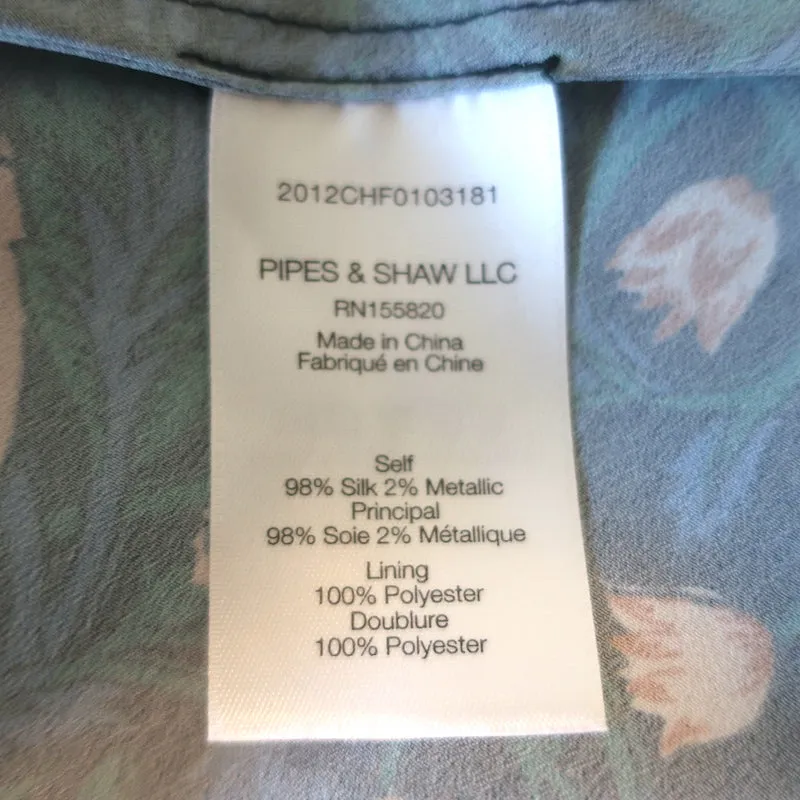 2012CHF0103181
PIPES & SHAW LLC
RN155820
Made in China
Fabriqué en Chine
Self
98% Silk 2% Metallic
Principal
98% Soie 2% Métallique
Lining
100% Polyester
Doublure
100% Polyester